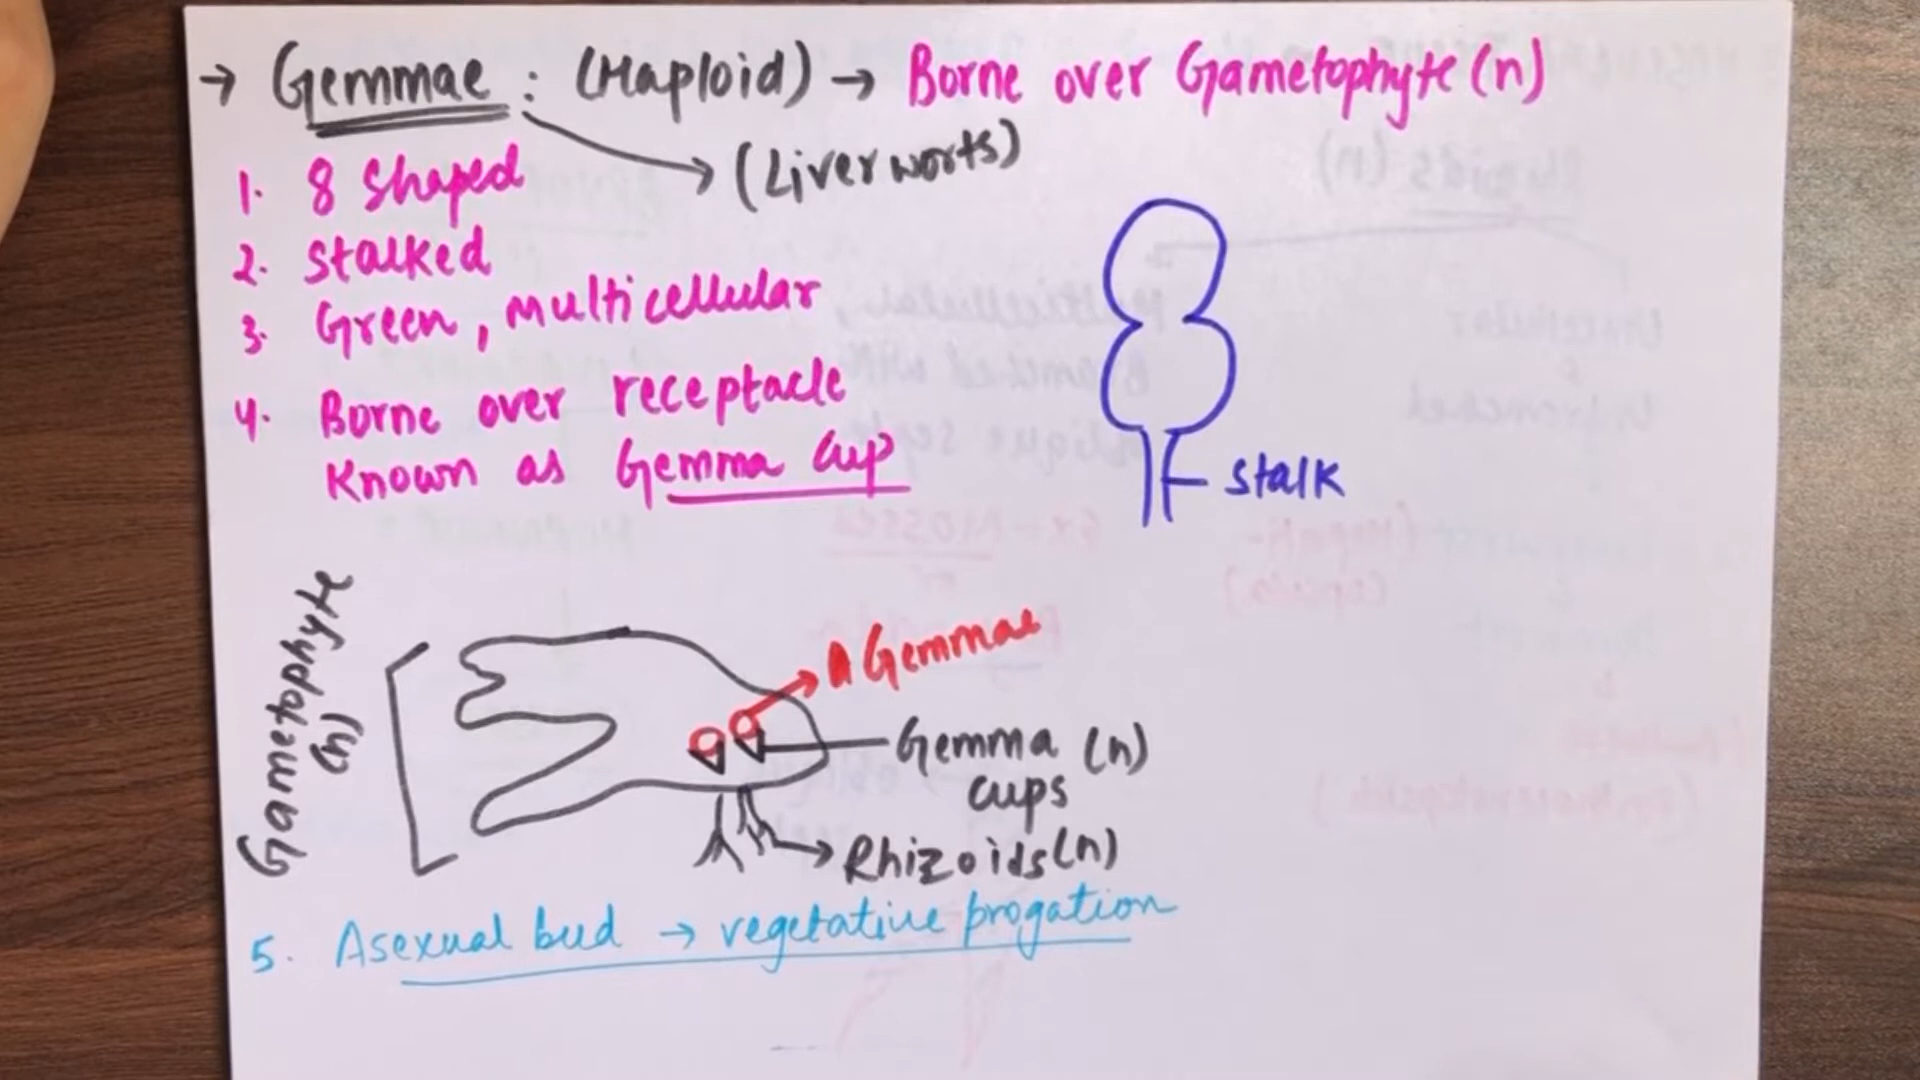 → Gemmae : (Haploid) → Borne over Gametophyte (n)
→ (Liverworts)
1. 8 Shaped
2. Stalked
3. Green, multicellular
4. Borne over receptacle
Known as Gemma Cup
Stalk
Gametophyte
(n)
Gemmae
Gemma (n)
cups
Rhizoids (n)
5. Asexual bud → vegetative progation